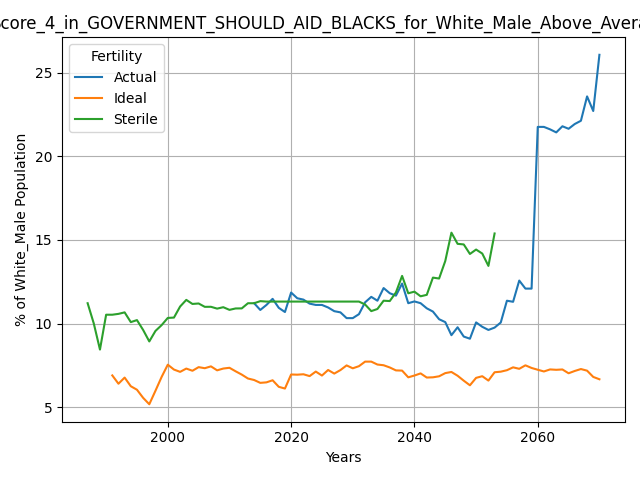 core_4_in_GOVERNMENT_SHOULD_AID_BLACKS_for_White_Male_Above_Avera
Fertility
Actual
Ideal
Sterile
% of White_Male Population
25
20
15
10
5
2000 2020 2040 2060
Years